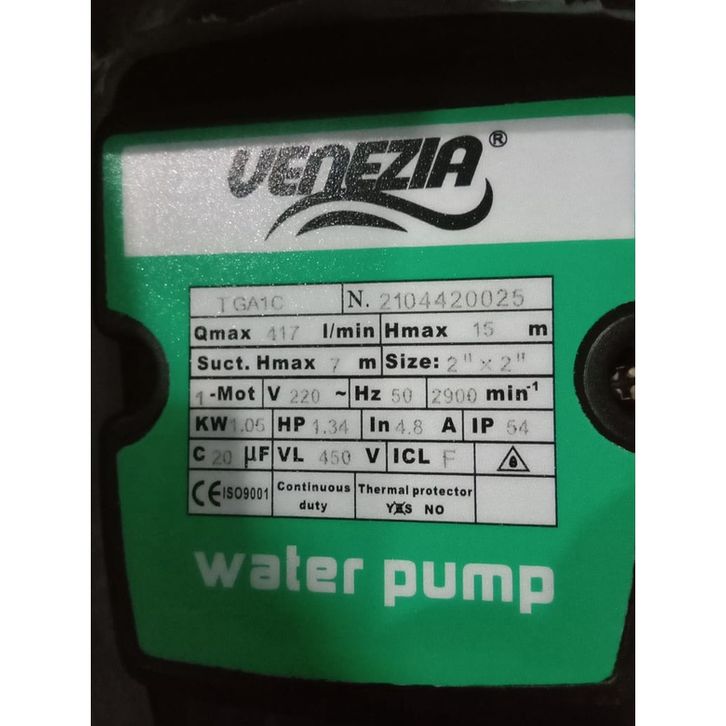 VENEZIA®
TGA1C N. 2104420025
Qmax 417 l/min Hmax 15 m
Suct. Hmax 7 m Size: 2" x 2"
1-Mot V 220 ~ Hz 50 2900 min-1
KW 1.05 HP 1.34 In 4.8 A IP 54
C 20 µF VL 450 V ICL F
CE ISO9001 Continuous duty Thermal protector YES NO
water pump